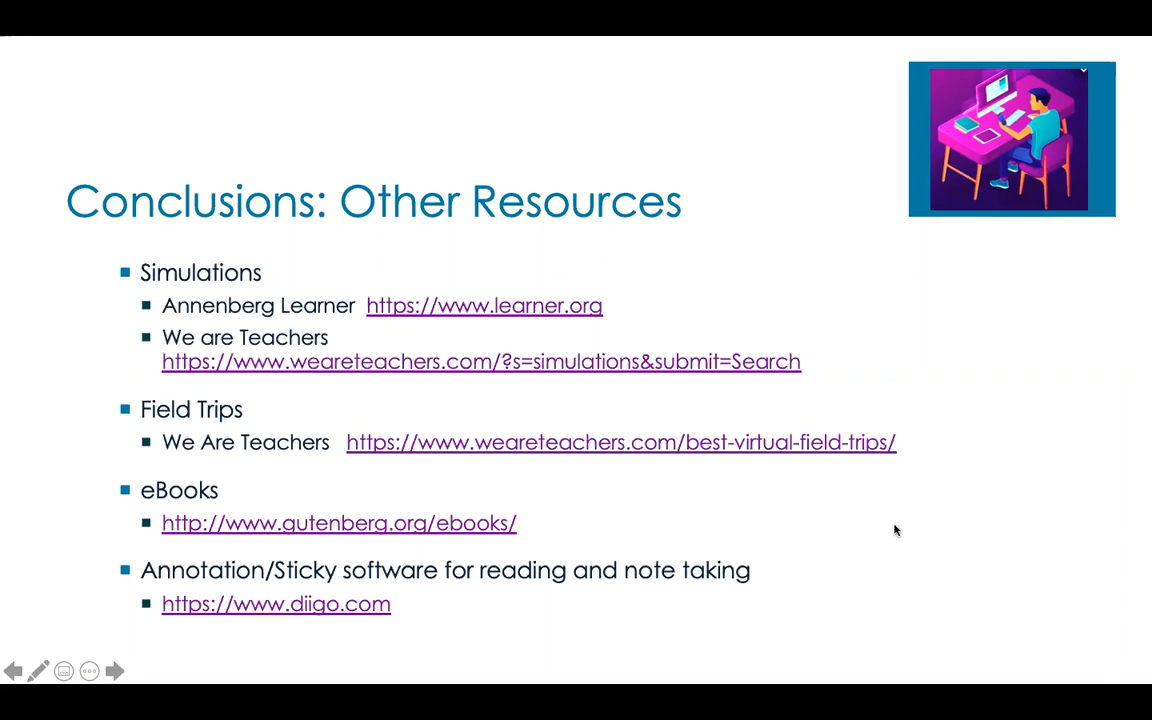 Conclusions: Other Resources
Simulations
Annenberg Learner https://www.learner.org
We are Teachers
https://www.weareteachers.com/?s=simulations&submit=Search
Field Trips
We Are Teachers https://www.weareteachers.com/best-virtual-field-trips/
eBooks
http://www.gutenberg.org/ebooks/
Annotation/Sticky software for reading and note taking
https://www.diigo.com